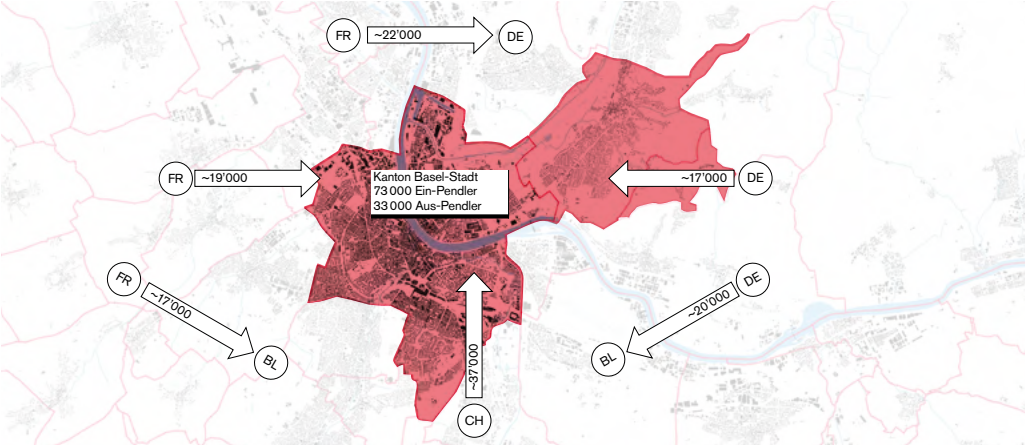 FR
~22'000
DE
FR
~19'000
Kanton Basel-Stadt
73 000 Ein-Pendler
33 000 Aus-Pendler
~17'000
DE
FR
~17'000
BL
DE
~20'000
BL
~37'000
CH